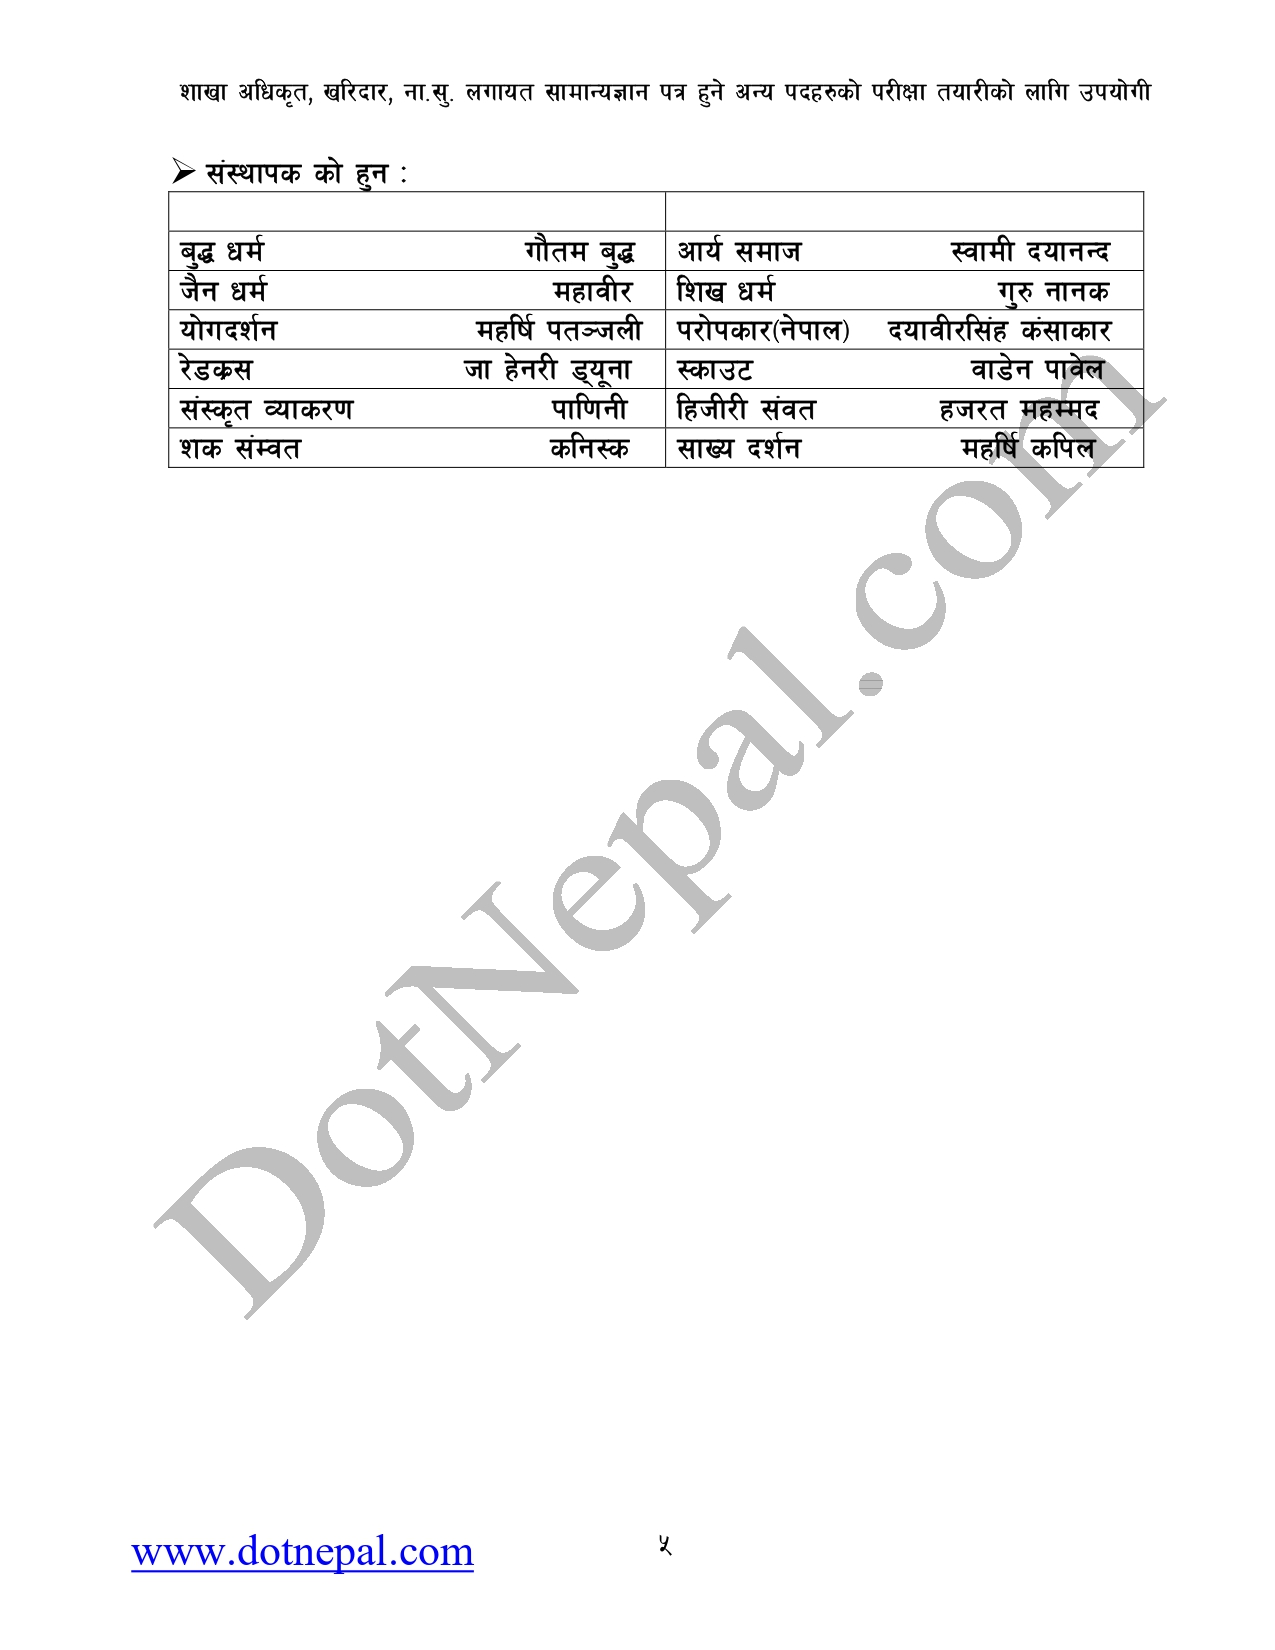 शाखा अधिकृत, खरिदार, ना.सु. लगायत सामान्यज्ञान पत्र हुने अन्य पदहरुको परीक्षा तयारीको लागि उपयोगी
➢ संस्थापक को हुन :
बुद्ध धर्म गौतम बुद्ध आर्य समाज स्वामी दयानन्द
जैन धर्म महावीर शिख धर्म गुरु नानक
योगदर्शन महर्षि पतञ्जली परोपकार(नेपाल) दयावीरसिंह कंसाकार
रेडक्रस जा हेनरी ड्यूना स्काउट वाडेन पावेल
संस्कृत व्याकरण पाणिनी हिजीरी संवत हजरत महम्मद
शक संम्वत कनिस्क साख्य दर्शन महर्षि कपिल
DotNepal.com
www.dotnepal.com ५